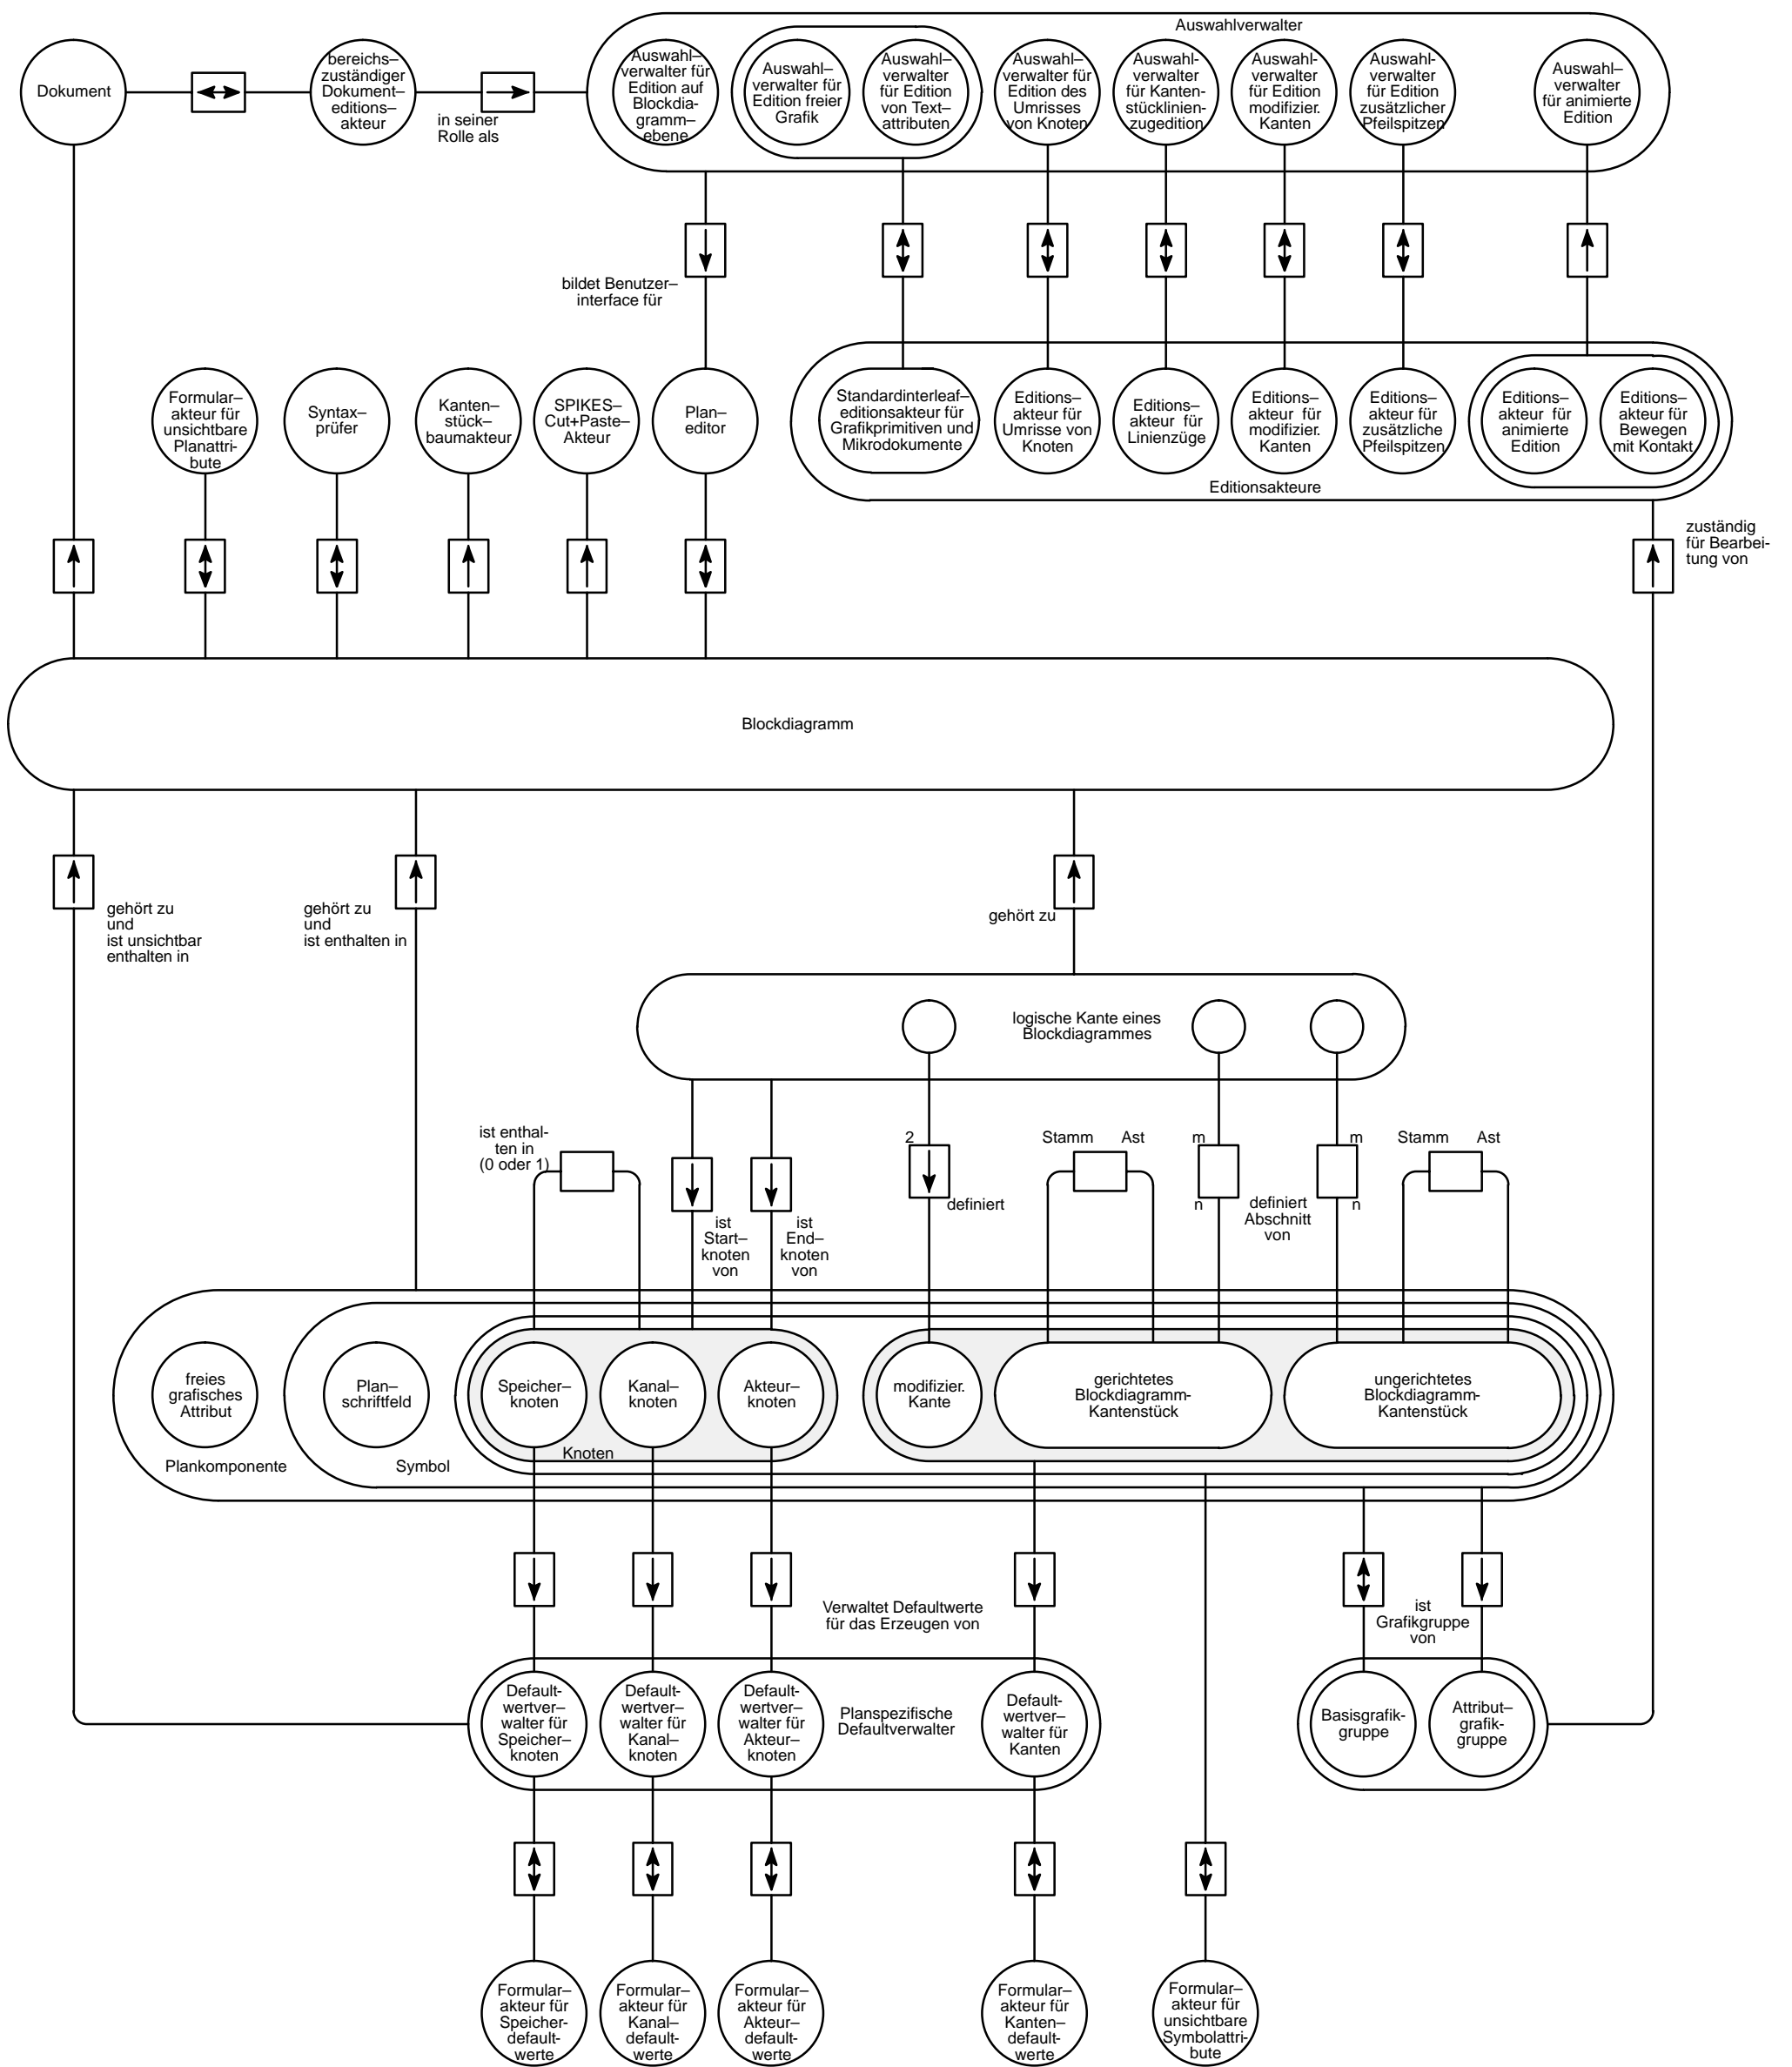 Auswahlverwalter
Dokument
bereichs–
zuständiger
Dokument–
editions–
akteur
in seiner
Rolle als
Auswahl–
verwalter für
Edition auf
Blockdia-
gramm–
ebene
Auswahl–
verwalter für
Edition freier
Grafik
Auswahl–
verwalter
für Edition
von Text–
attributen
Auswahl–
verwalter für
Edition des
Umrisses
von Knoten
Auswahl-
verwalter
für Kanten-
stücklinien-
zugedition
Auswahl-
verwalter
für Edition
modifizier.
Kanten
Auswahl-
verwalter
für Edition
zusätzlicher
Pfeilspitzen
Auswahl–
verwalter
für animierte
Edition
bildet Benutzer–
interface für
Formular–
akteur für
unsichtbare
Planattri-
bute
Syntax–
prüfer
Kanten–
stück–
baumakteur
SPIKES–
Cut+Paste–
Akteur
Plan–
editor
Standardinterleaf–
editionsakteur für
Grafikprimitiven und
Mikrodokumente
Editions–
akteur für
Umrisse von
Knoten
Editions–
akteur für
Linienzüge
Editions–
akteur für
modifizier.
Kanten
Editions–
akteur für
zusätzliche
Pfeilspitzen
Editions–
akteur für
animierte
Edition
Editions–
akteur für
Bewegen
mit Kontakt
Editionsakteure
zuständig
für Bearbei-
tung von
Blockdiagramm
gehört zu
und
ist unsichtbar
enthalten in
gehört zu
und
ist enthalten in
gehört zu
logische Kante eines
Blockdiagrammes
ist enthal-
ten in
(0 oder 1)
ist
Start–
knoten
von
ist
End–
knoten
von
2
definiert
Stamm
Ast
m
n
definiert
Abschnitt
von
m
n
Stamm
Ast
freies
grafisches
Attribut
Plankomponente
Plan–
schriftfeld
Symbol
Speicher–
knoten
Kanal–
knoten
Akteur–
knoten
Knoten
modifizier.
Kante
gerichtetes
Blockdiagramm-
Kantenstück
ungerichtetes
Blockdiagramm-
Kantenstück
Verwaltet Defaultwerte
für das Erzeugen von
ist
Grafikgruppe
von
Default-
wertver–
walter für
Speicher–
knoten
Default-
wertver–
walter für
Kanal–
knoten
Default-
wertver–
walter für
Akteur–
knoten
Planspezifische
Defaultverwalter
Default-
wertver–
walter für
Kanten
Basisgrafik-
gruppe
Attribut–
grafik-
gruppe
Formular–
akteur für
Speicher-
default-
werte
Formular–
akteur für
Kanal–
default-
werte
Formular–
akteur für
Akteur–
default-
werte
Formular–
akteur für
Kanten–
default-
werte
Formular–
akteur für
unsichtbare
Symbolattri-
bute